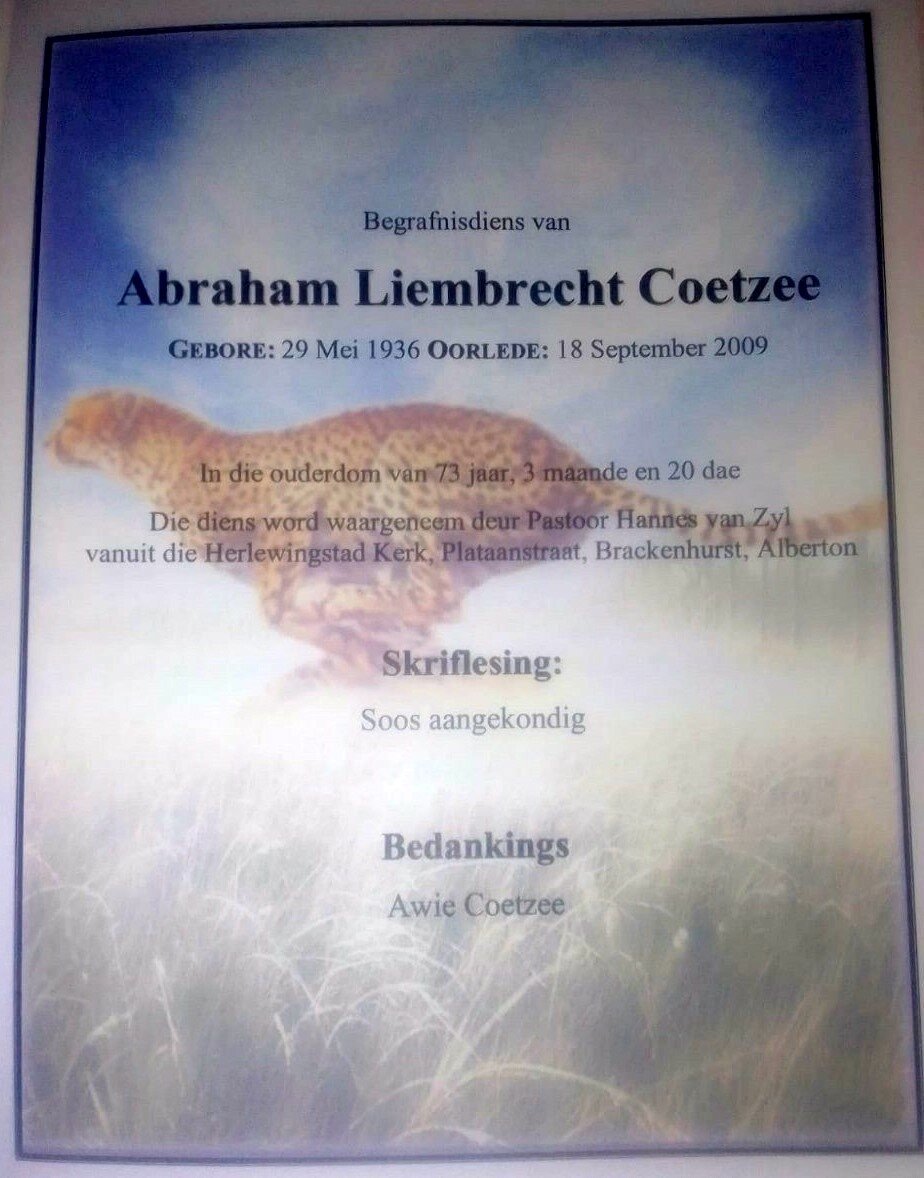 Begrafnisdiens van
Abraham Liembrecht Coetzee
GEBORE: 29 Mei 1936 OORLEDE: 18 September 2009
In die ouderdom van 73 jaar, 3 maande en 20 dae
Die diens word waargeneem deur Pastoor Hannes van Zyl
vanuit die Herlewingstad Kerk, Plataanstraat, Brackenhurst, Alberton
Skriflesing:
Soos aangekondig
Bedankings
Awie Coetzee